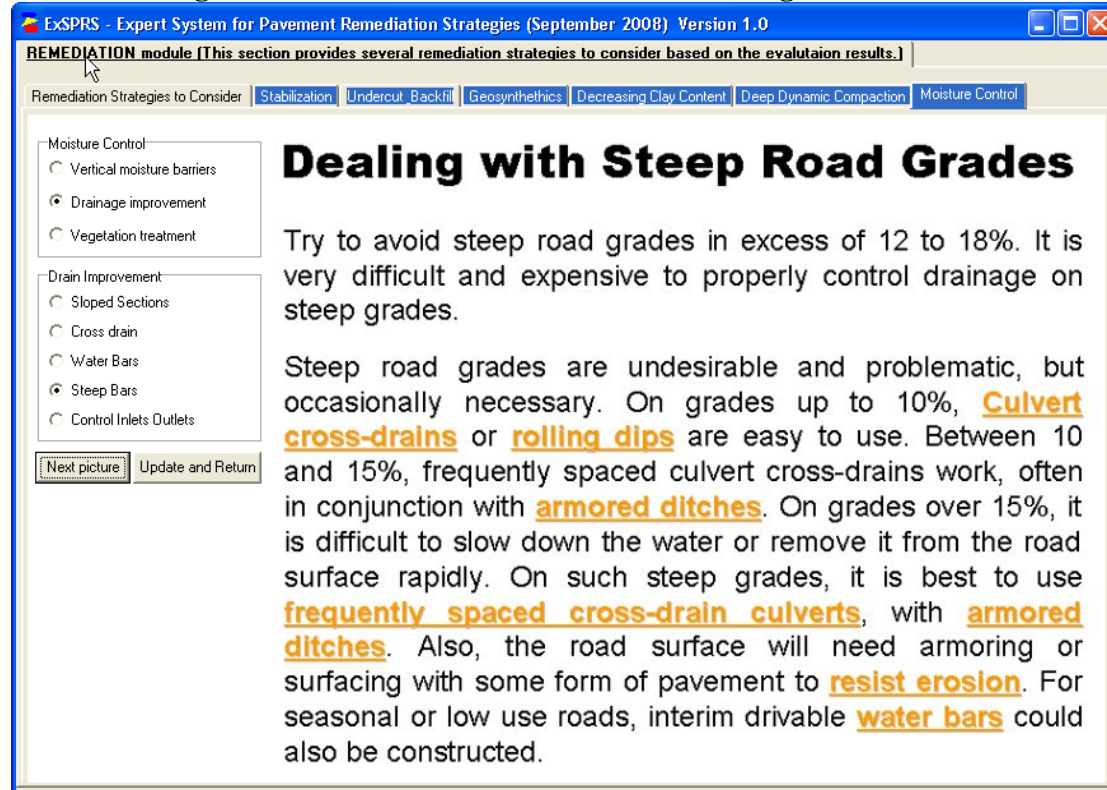 ExSPRS - Expert System for Pavement Remediation Strategies (September 2008) Version 1.0
REMEDIATION module (This section provides several remediation strategies to consider based on the evalutaion results.)
Remediation Strategies to Consider Stabilization Undercut_Backfill Geosynthethics Decreasing Clay Content Deep Dynamic Compaction Moisture Control
Moisture Control
Vertical moisture barriers
Drainage improvement
Vegetation treatment
Drain Improvement
Sloped Sections
Cross drain
Water Bars
Steep Bars
Control Inlets Outlets
Next picture Update and Return
Dealing with Steep Road Grades
Try to avoid steep road grades in excess of 12 to 18%. It is
very difficult and expensive to properly control drainage on
steep grades.
Steep road grades are undesirable and problematic, but
occasionally necessary. On grades up to 10%, Culvert
cross-drains or rolling dips are easy to use. Between 10
and 15%, frequently spaced culvert cross-drains work, often
in conjunction with armored ditches. On grades over 15%, it
is difficult to slow down the water or remove it from the road
surface rapidly. On such steep grades, it is best to use
frequently spaced cross-drain culverts, with armored
ditches. Also, the road surface will need armoring or
surfacing with some form of pavement to resist erosion. For
seasonal or low use roads, interim drivable water bars could
also be constructed.